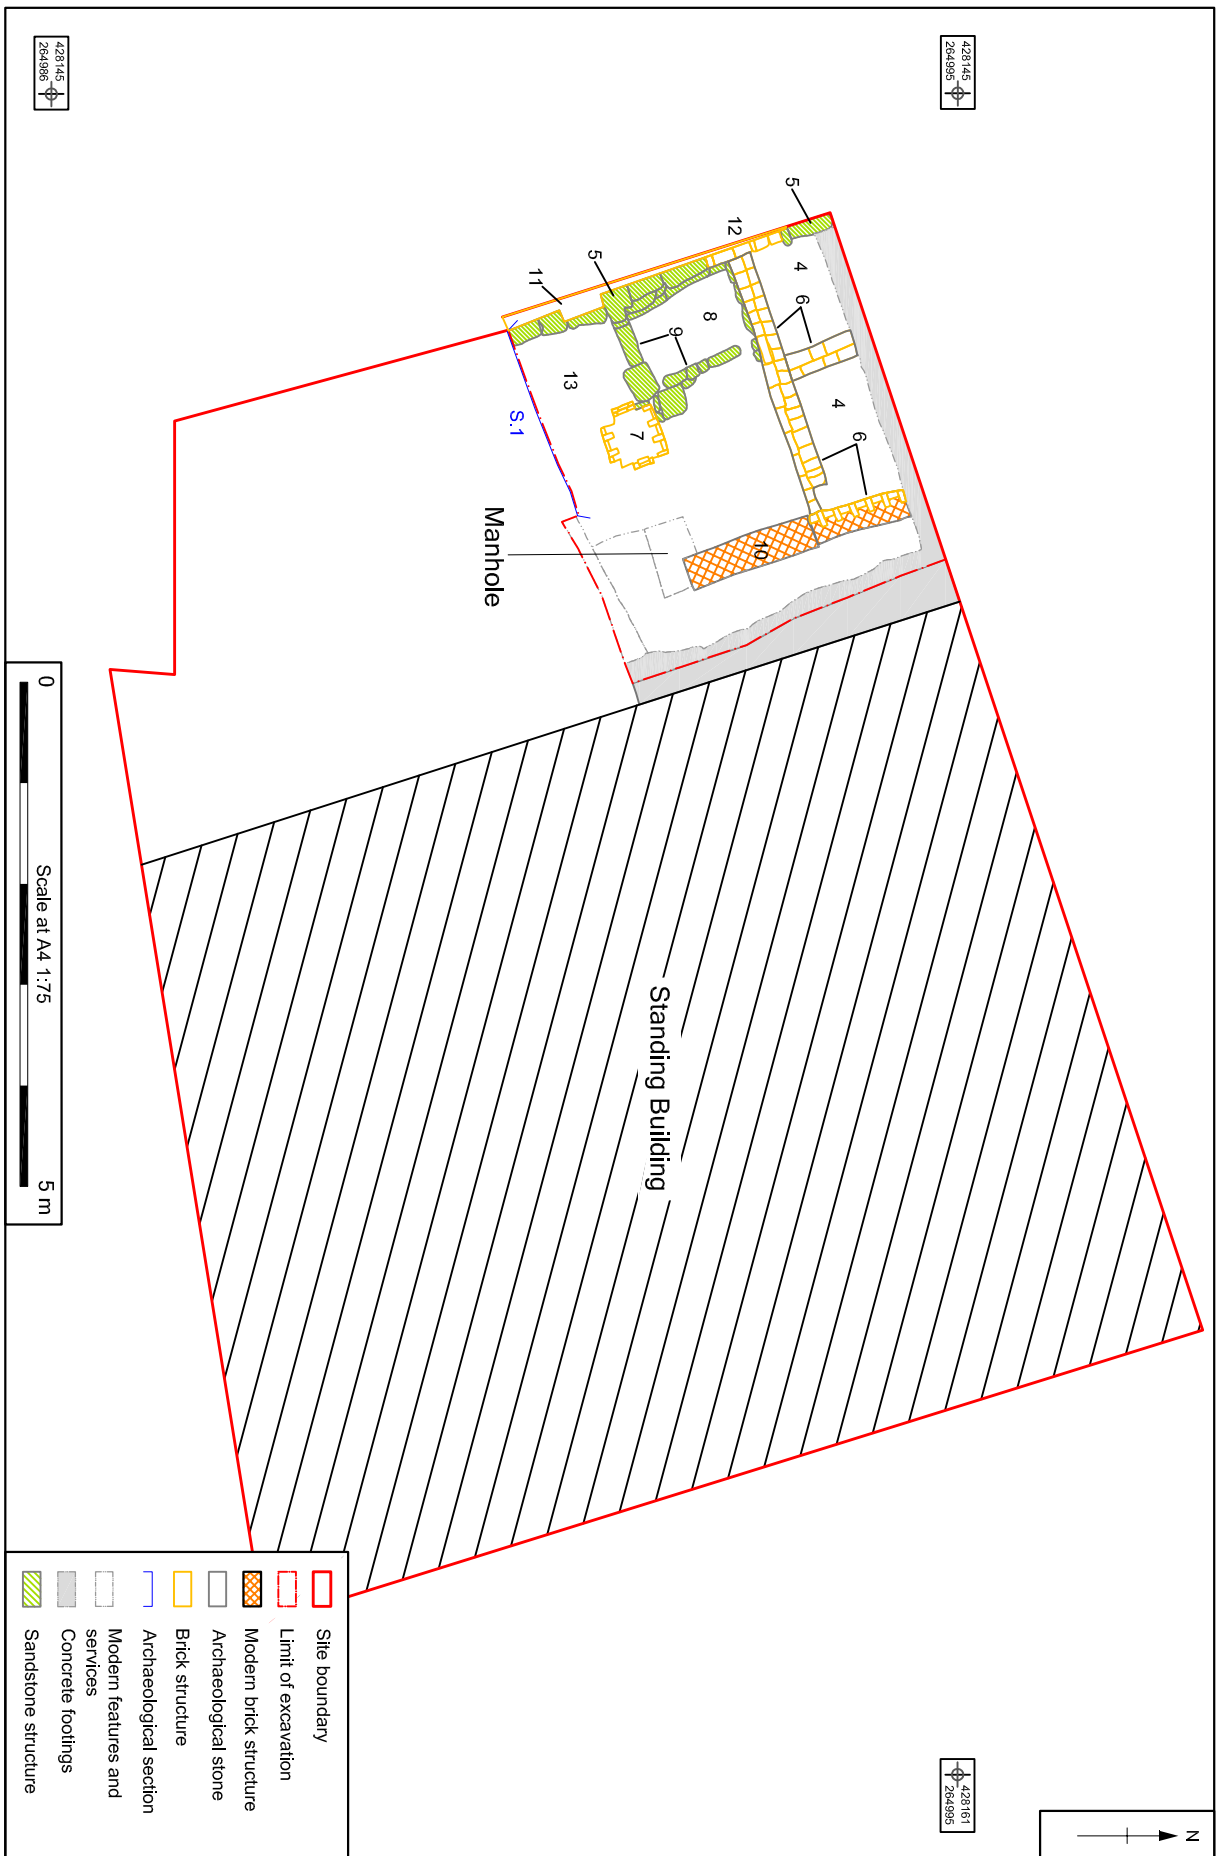 428145
264995
428161
264995
N
5
12
4
6
5
11
8
9
4
6
13
7
10
S.1
Manhole
Standing Building
428145
264986
0
5 m
Scale at A4 1:75
Site boundary
Limit of excavation
Modern brick structure
Archaeological stone
Brick structure
Archaeological section
Modern features and
services
Concrete footings
Sandstone structure